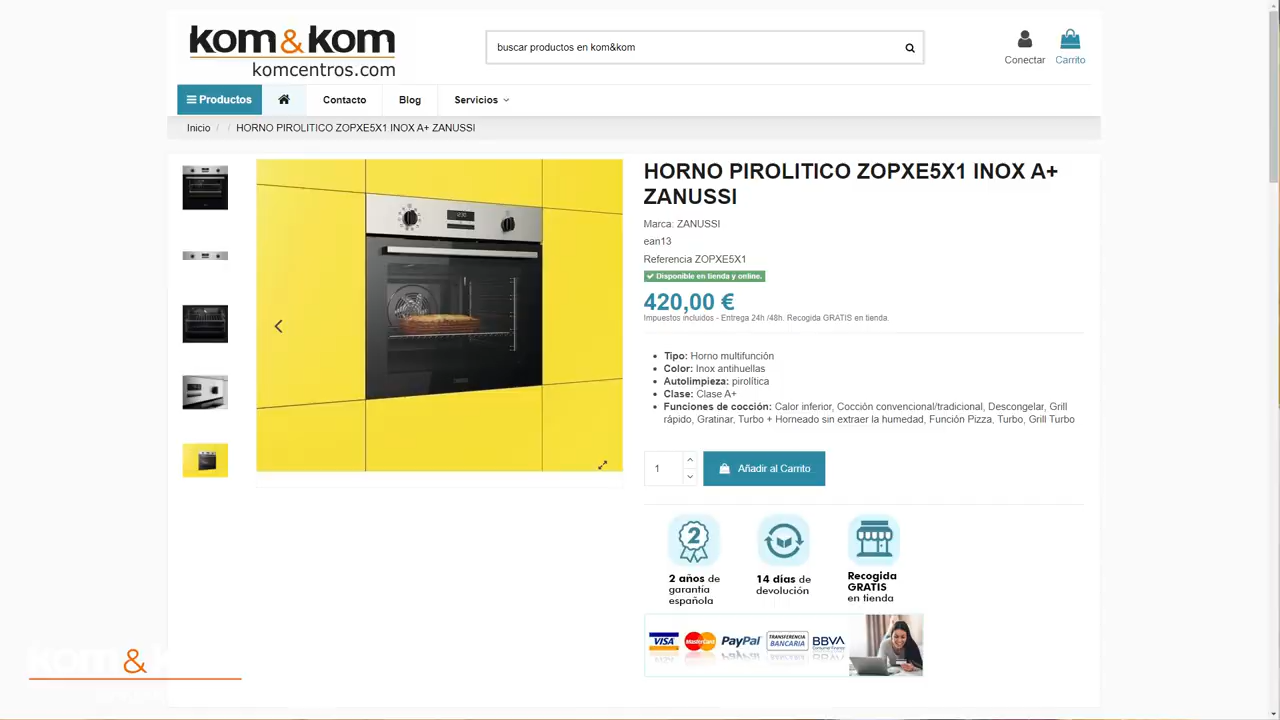 kom&kom
komcentros.com
buscar productos en kom&kom
Conectar
Carrito
Productos
Contacto
Blog
Servicios
Inicio / / HORNO PIROLITICO ZOPXE5X1 INOX A+ ZANUSSI
HORNO PIROLITICO ZOPXE5X1 INOX A+
ZANUSSI
Marca: ZANUSSI
ean13
Referencia ZOPXE5X1
Disponible en tienda y online.
420,00 €
Impuestos incluidos - Entrega 24h /48h. Recogida GRATIS en tienda.
Tipo: Horno multifunción
Color: Inox antihuellas
Autolimpieza: pirolítica
Clase: Clase A+
Funciones de cocción: Calor inferior, Cocción convencional/tradicional, Descongelar, Grill
rápido, Gratinar, Turbo + Horneado sin extraer la humedad, Función Pizza, Turbo, Grill Turbo
1
Añadir al Carrito
2
2 años de
garantía
española
14 días de
devolución
Recogida
GRATIS
en tienda
VISA
MasterCard
PayPal
TRANSFERENCIA
BANCARIA
BBVA
Consumer Finance
&